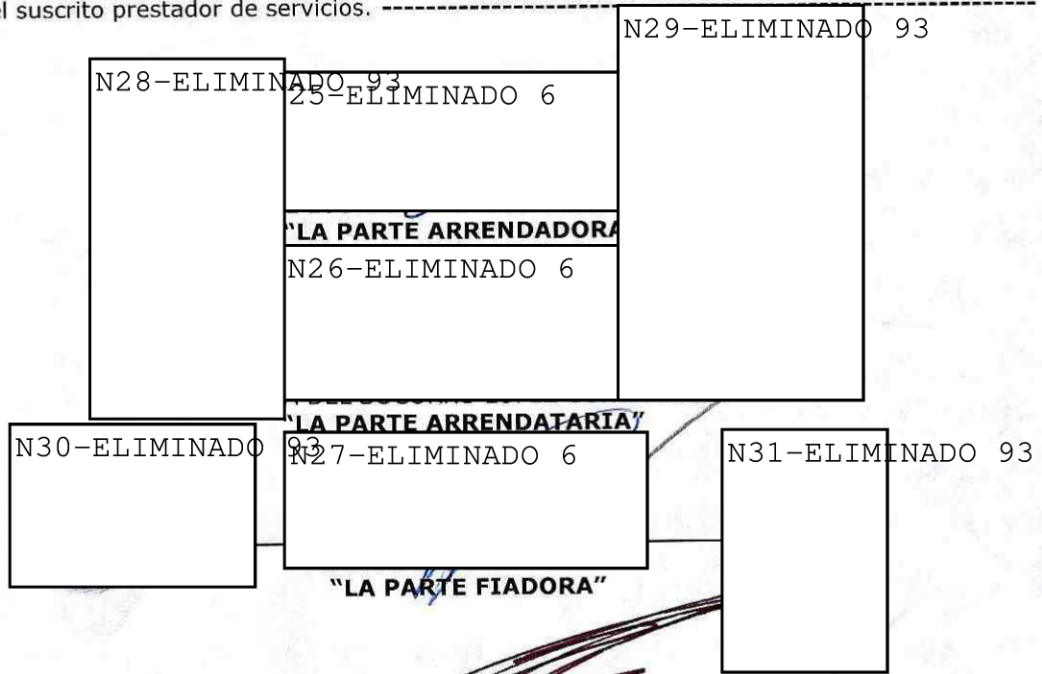 el suscrito prestador de servicios. ------------------------------------------------
N29-ELIMINADO 93
N28-ELIMINADO 93
25-ELIMINADO 6
"LA PARTE ARRENDADORA
N26-ELIMINADO 6
"LA PARTE ARRENDATARIA"
N30-ELIMINADO 93
N27-ELIMINADO 6
N31-ELIMINADO 93
"LA PARTE FIADORA"